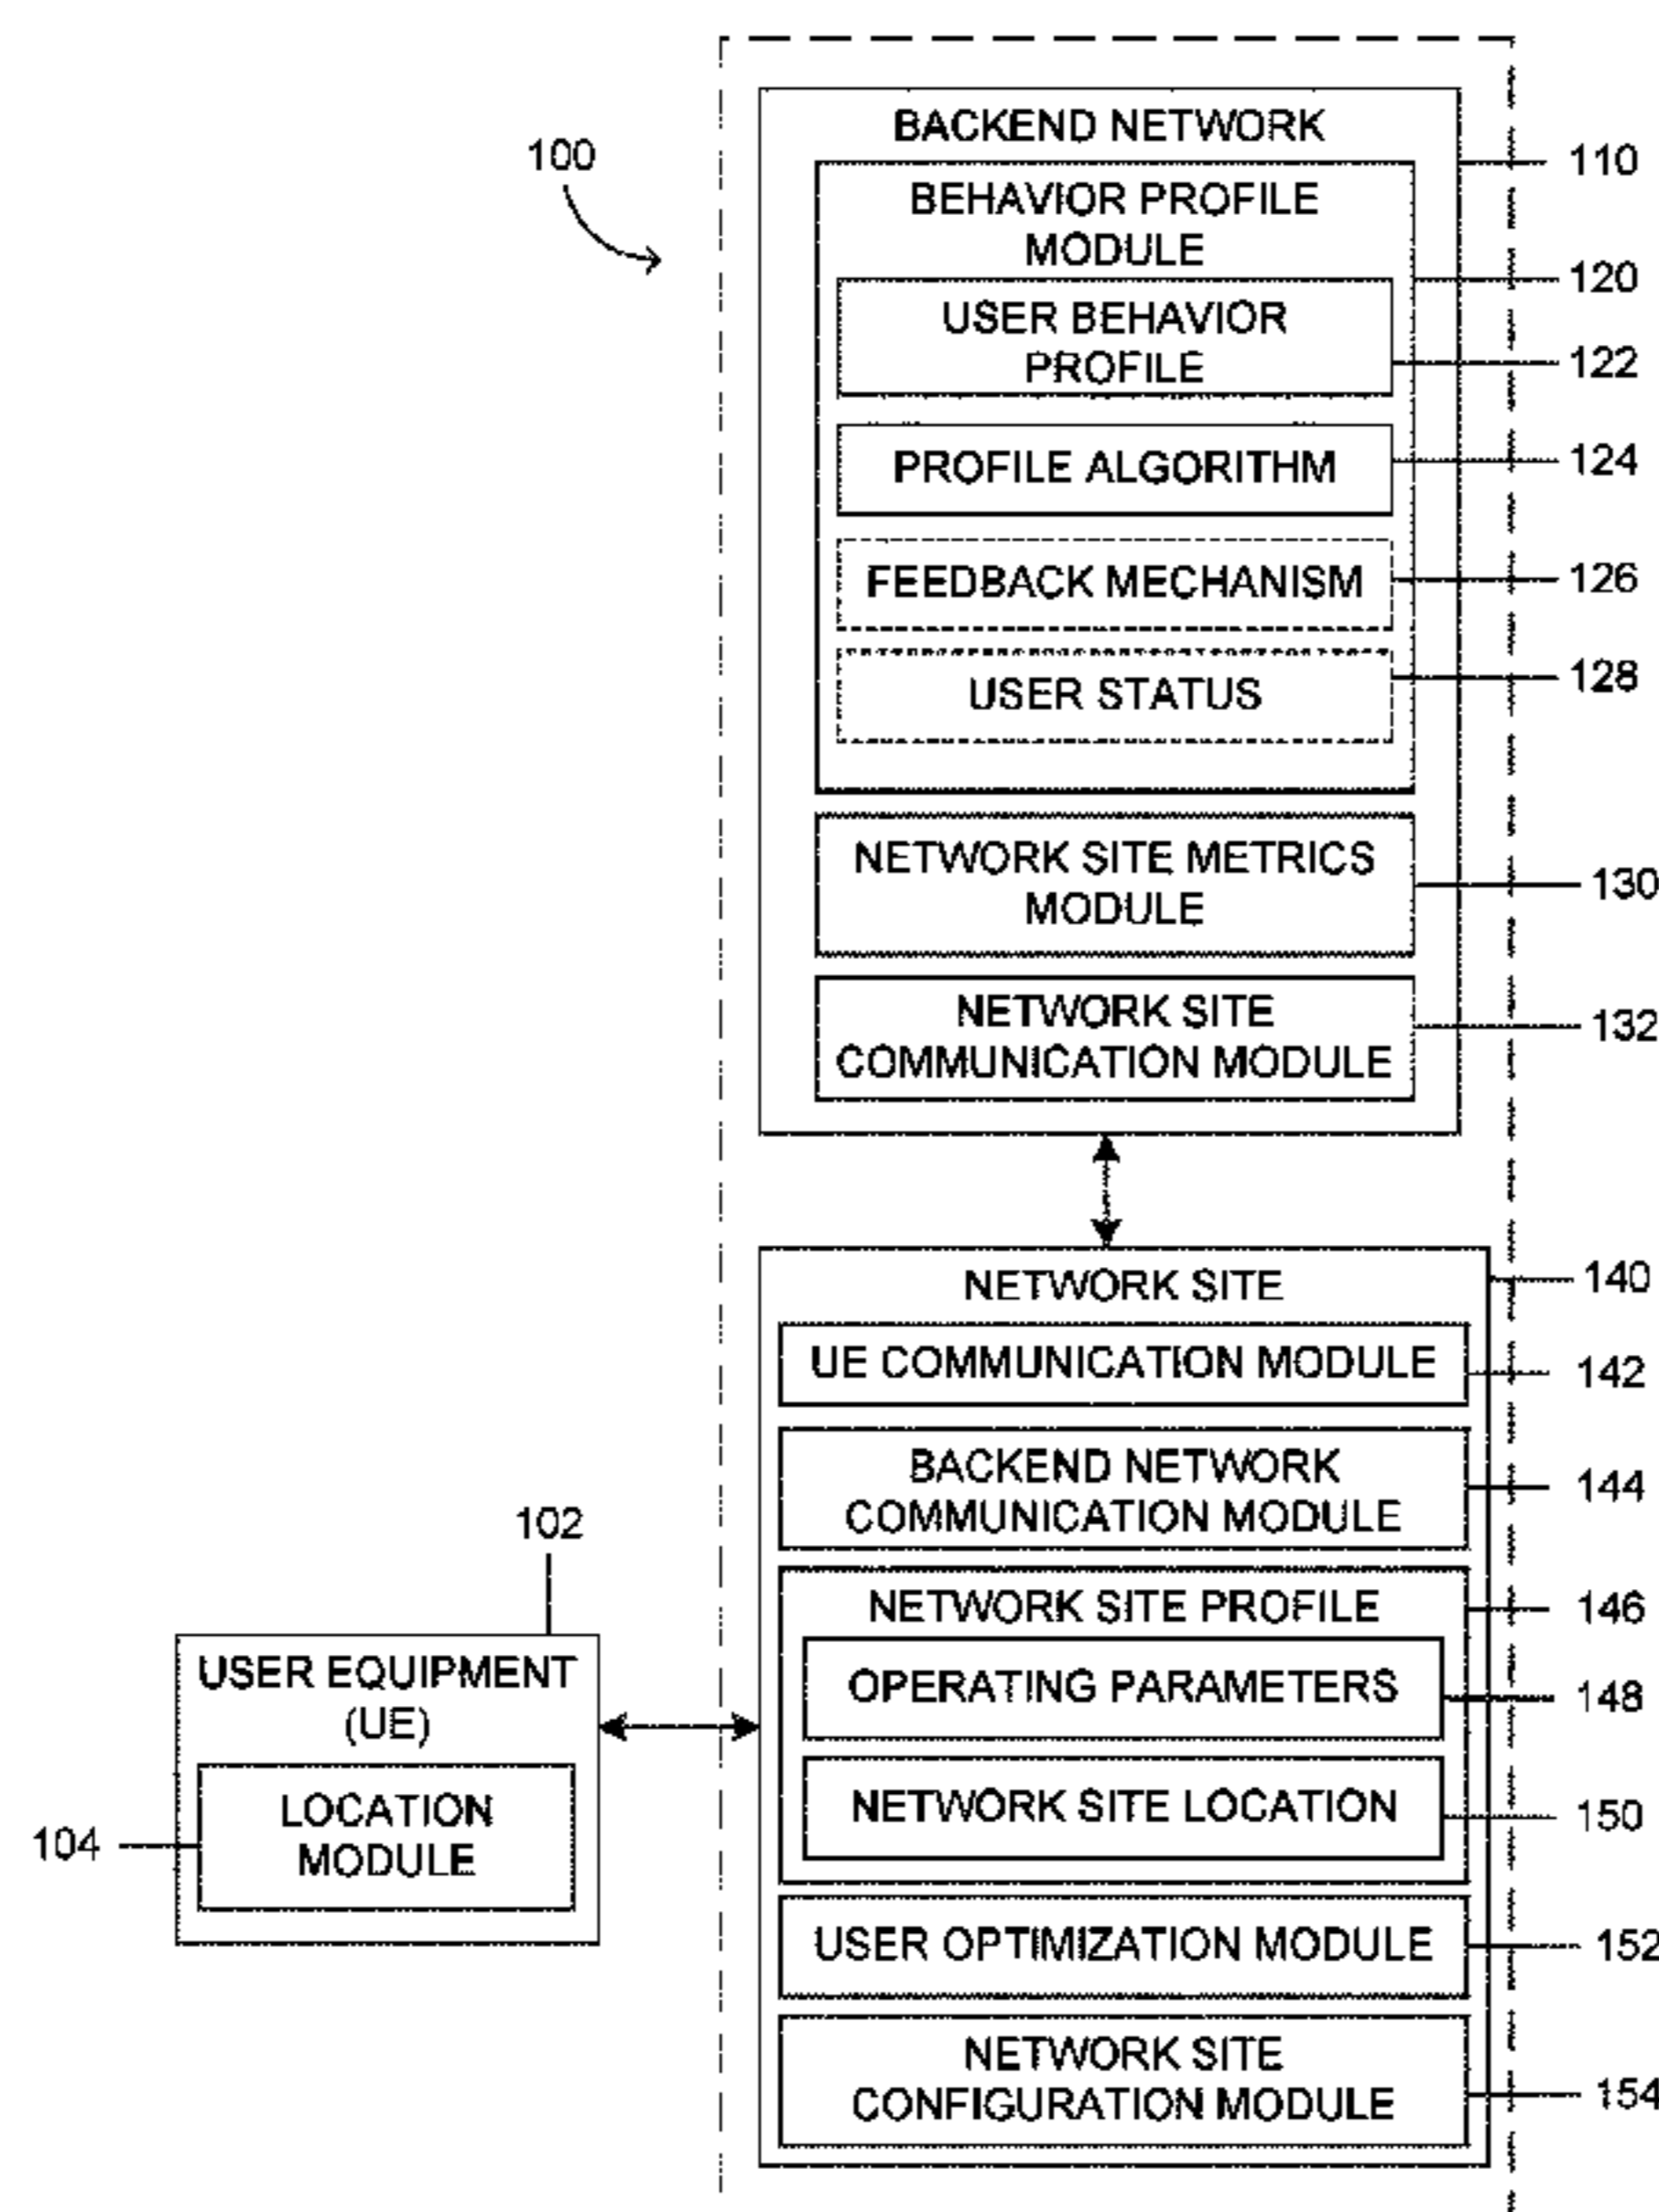 100
BACKEND NETWORK
110
BEHAVIOR PROFILE
MODULE
120
USER BEHAVIOR
PROFILE
122
PROFILE ALGORITHM
124
FEEDBACK MECHANISM
126
USER STATUS
128
NETWORK SITE METRICS
MODULE
130
NETWORK SITE
COMMUNICATION MODULE
132
NETWORK SITE
140
UE COMMUNICATION MODULE
142
BACKEND NETWORK
COMMUNICATION MODULE
144
NETWORK SITE PROFILE
146
OPERATING PARAMETERS
148
NETWORK SITE LOCATION
150
USER OPTIMIZATION MODULE
152
NETWORK SITE
CONFIGURATION MODULE
154
102
USER EQUIPMENT
(UE)
LOCATION
MODULE
104